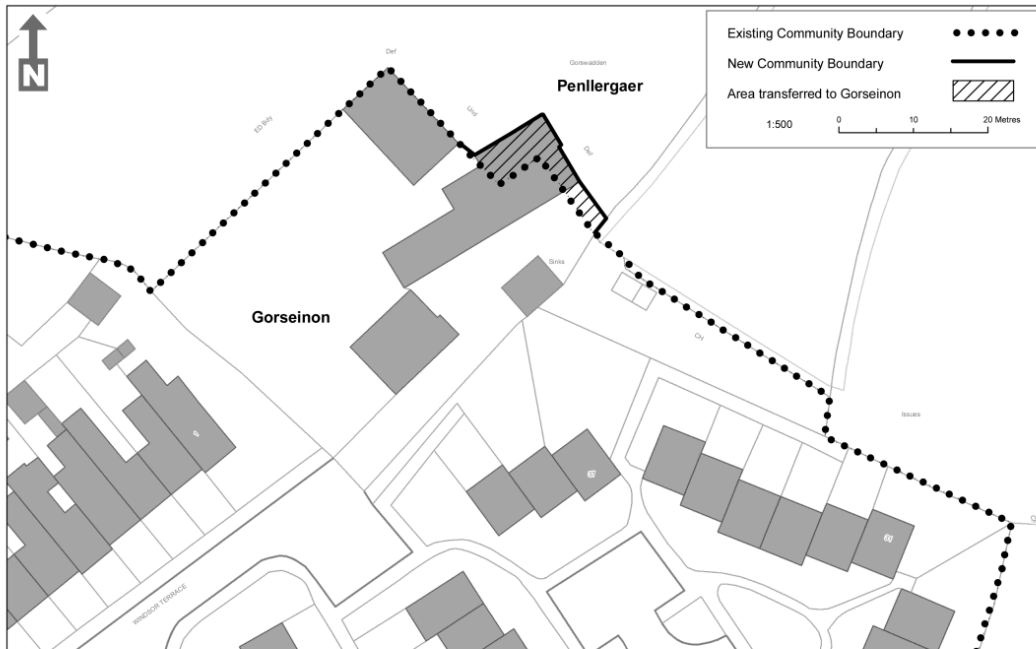 N
Existing Community Boundary
New Community Boundary
Area transferred to Gorseinon
1:500
0 10 20 Metres
Def
Gorswadden
Penllergaer
Und
ED Bdy
Def
Sinks
Gorseinon
CH
Issues
9
WINDSOR TERRACE